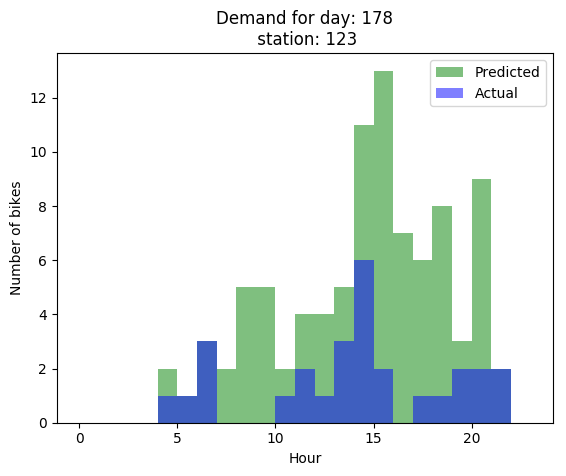 Demand for day: 178
station: 123
Predicted
Actual
Number of bikes
12
10
8
6
4
2
0
0 5 10 15 20
Hour